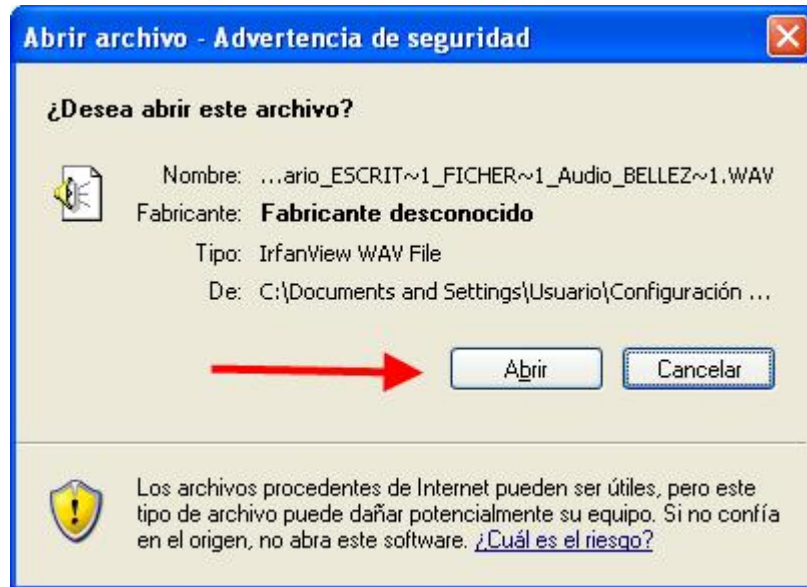 Abrir archivo - Advertencia de seguridad
¿Desea abrir este archivo?
Nombre: ...ario_ESCRIT~1_FICHER~1_Audio_BELLEZ~1.WAV
Fabricante: Fabricante desconocido
Tipo: IrfanView WAV File
De: C:\Documents and Settings\Usuario\Configuración ...
Abrir Cancelar
Los archivos procedentes de Internet pueden ser útiles, pero este
tipo de archivo puede dañar potencialmente su equipo. Si no confía
en el origen, no abra este software. ¿Cuál es el riesgo?